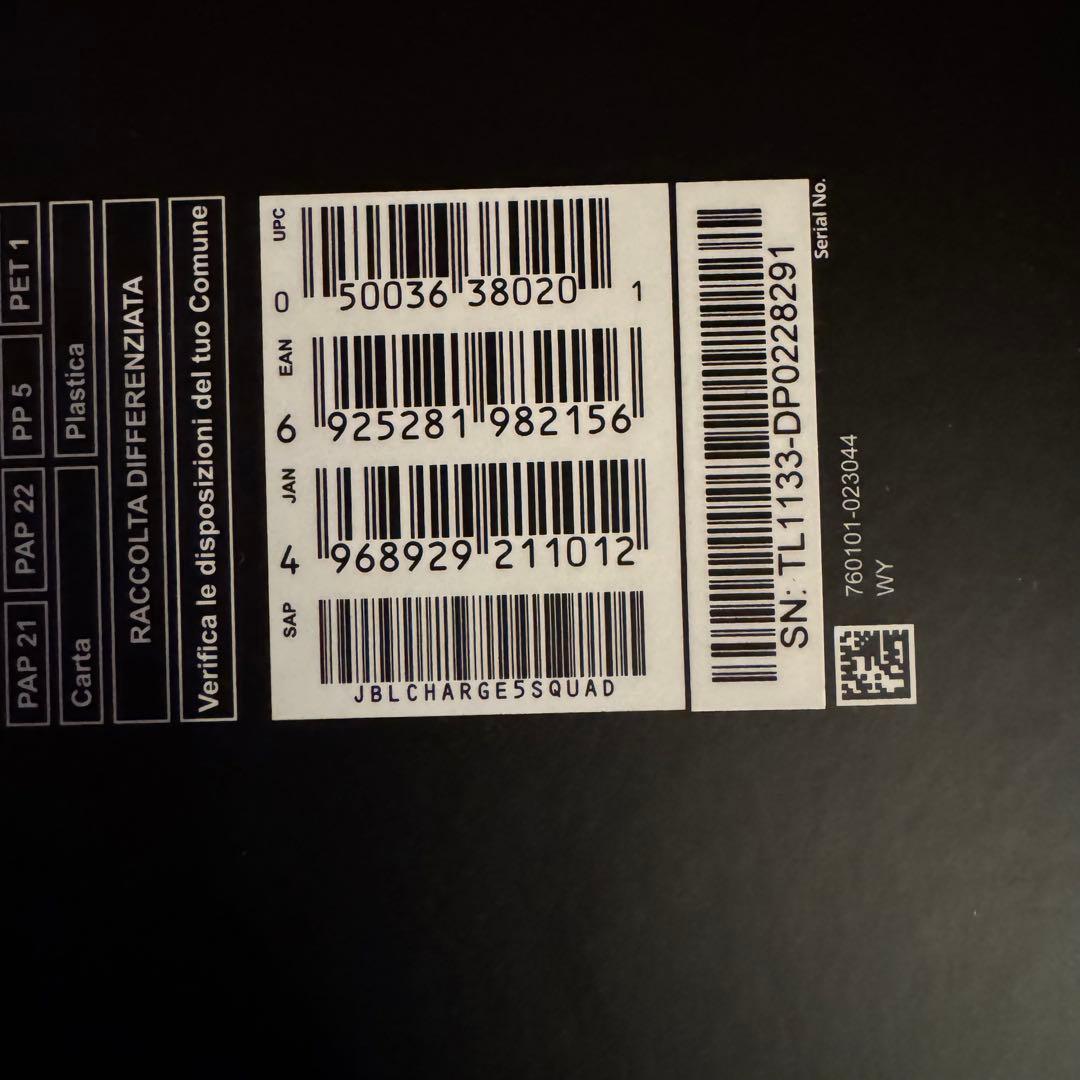 PAP 21 PAP 22 PP 5 PET 1
Carta Plastica
RACCOLTA DIFFERENZIATA
Verifica le disposizioni del tuo Comune
UPC
0 50036 38020 1
EAN
6 925281 982156
JAN
4 968929 211012
SAP
JBLCHARGE5SQUAD
SN: TL1133-DP0228291
Serial No.
760101-023044
WY